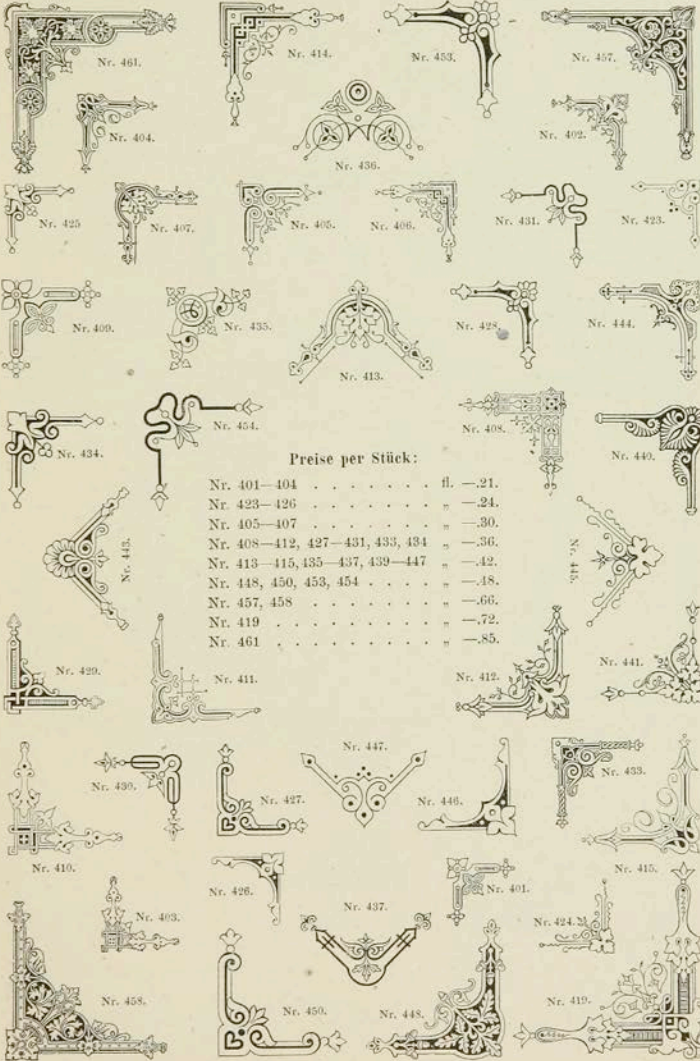 Nr. 461.
Nr. 414.
Nr. 453.
Nr. 457.
Nr. 404.
Nr. 402.
Nr. 436.
Nr. 425
Nr. 407.
Nr. 405.
Nr. 406.
Nr. 431.
Nr. 423.
Nr. 409.
Nr. 435.
Nr. 428.
Nr. 444.
Nr. 413.
Nr. 434.
Nr. 454.
Nr. 408.
Nr. 440.
Preise per Stück:
Nr. 401—404 . . . . . . . fl. —.21.
Nr. 423—426 . . . . . . . „ —.24.
Nr. 405—407 . . . . . . . „ —.30.
Nr. 408—412, 427—431, 433, 434 „ —.36.
Nr. 413—415, 435—437, 439—447 „ —.42.
Nr. 448, 450, 453, 454 . . . . „ —.48.
Nr. 457, 458 . . . . . . . „ —.66.
Nr. 419 . . . . . . . . . „ —.72.
Nr. 461 . . . . . . . . . „ —.85.
Nr. 443.
Nr. 445.
Nr. 429.
Nr. 411.
Nr. 412.
Nr. 441.
Nr. 447.
Nr. 430.
Nr. 427.
Nr. 446.
Nr. 433.
Nr. 410.
Nr. 415.
Nr. 426.
Nr. 401.
Nr. 403.
Nr. 437.
Nr. 424.
Nr. 458.
Nr. 450.
Nr. 448.
Nr. 419.